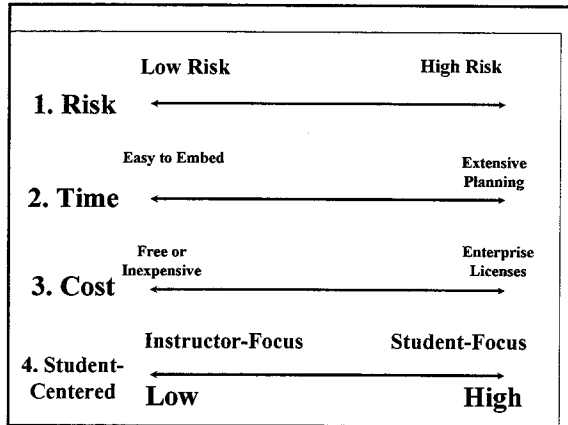 Low Risk High Risk
1. Risk
Easy to Embed Extensive
Planning
2. Time
Free or Enterprise
Inexpensive Licenses
3. Cost
Instructor-Focus Student-Focus
4. Student-
Centered Low High